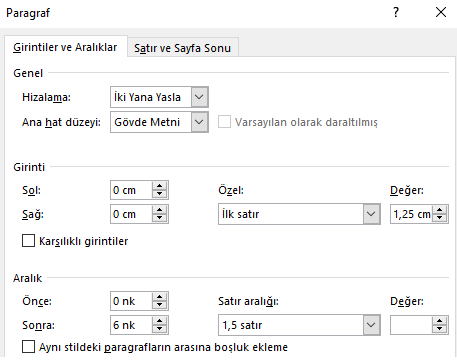 Paragraf
Girintiler ve Aralıklar Satır ve Sayfa Sonu
Genel
Hizalama: İki Yana Yasla
Ana hat düzeyi: Gövde Metni Varsayılan olarak daraltılmış
Girinti
Sol: 0 cm Özel: Değer:
Sağ: 0 cm İlk satır 1,25 cm
Karşılıklı girintiler
Aralık
Önce: 0 nk Satır aralığı: Değer:
Sonra: 6 nk 1,5 satır
Aynı stildeki paragrafların arasına boşluk ekleme